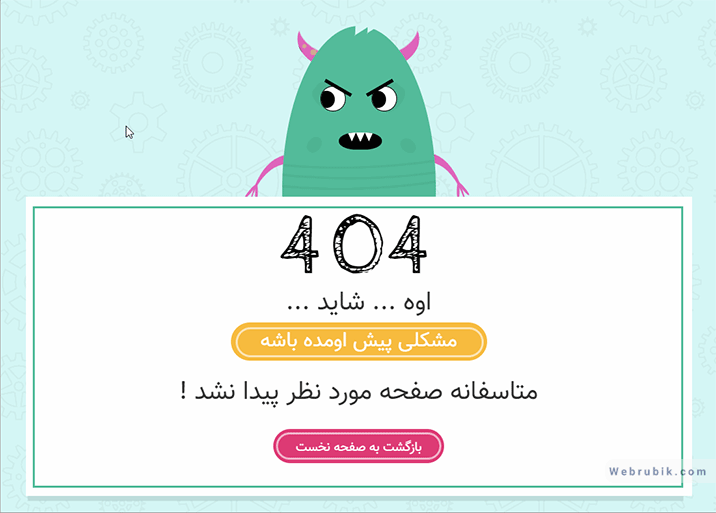 404
اوه ... شاید ...
مشکلی پیش اومده باشه
متاسفانه صفحه مورد نظر پیدا نشد !
بازگشت به صفحه نخست
Webrubik.com